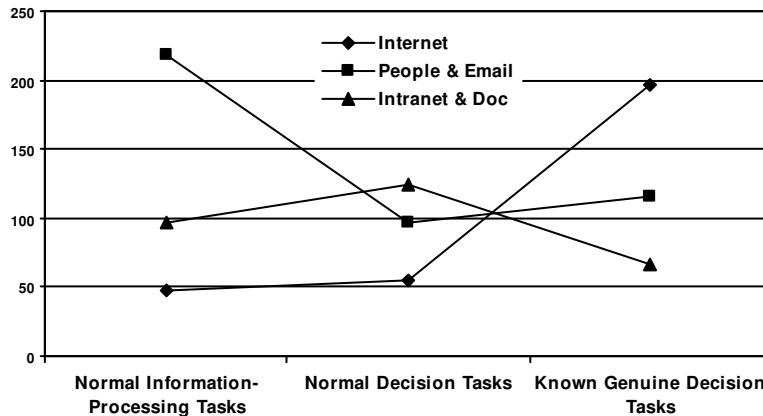 250
200
150
100
50
0
Internet
People & Email
Intranet & Doc
Normal Information-
Processing Tasks
Normal Decision Tasks
Known Genuine Decision
Tasks